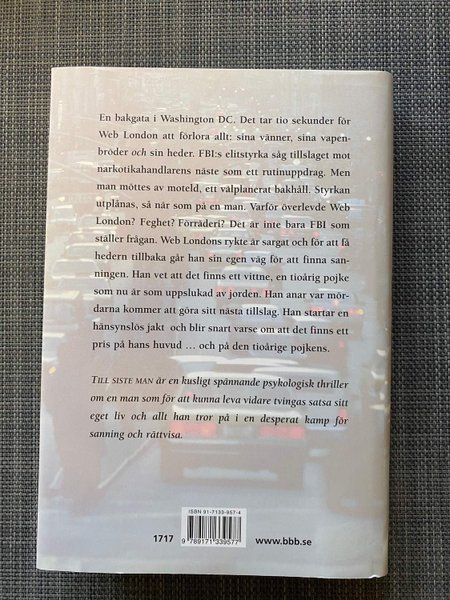 En bakgata i Washington DC. Det tar tio sekunder för
Web London att förlora allt: sina vänner, sina vapen-
bröder och sin heder. FBI:s elitstyrka såg tillslaget mot
narkotikahandlarens näste som ett rutinuppdrag. Men
man möttes av moteld, ett välplanerat bakhåll. Styrkan
utplånas, så när som på en man. Varför överlevde Web
London? Feghet? Förräderi? Det är inte bara FBI som
ställer frågan. Web Londons rykte är sargat och för att få
hedern tillbaka går han sin egen väg för att finna san-
ningen. Han vet att det finns ett vittne, en tioårig pojke
som nu är som uppslukad av jorden. Han anar var mör-
darna kommer att göra sitt nästa tillslag. Han startar en
hänsynslös jakt och blir snart varse om att det finns ett
pris på hans huvud ... och på den tioårige pojkens.
TILL SISTE MAN är en kusligt spännande psykologisk thriller
om en man som för att kunna leva vidare tvingas satsa sitt
eget liv och allt han tror på i en desperat kamp för
sanning och rättvisa.
ISBN 91-7133-957-4
1717
9 789171 339577
www.bbb.se